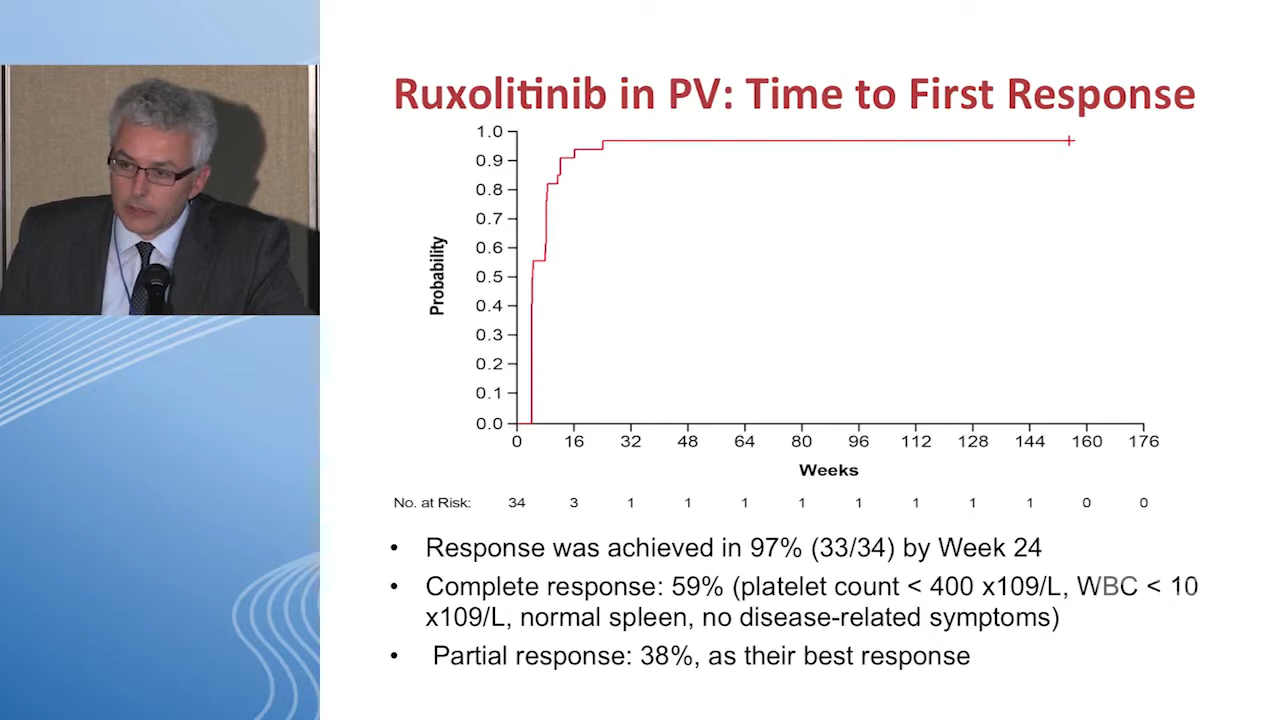 Ruxolitinib in PV: Time to First Response
1.0
0.9
0.8
0.7
0.6
0.5
0.4
0.3
0.2
0.1
0.0
Probability
0 16 32 48 64 80 96 112 128 144 160 176
Weeks
No. at Risk: 34 3 1 1 1 1 1 1 1 1 0 0
• Response was achieved in 97% (33/34) by Week 24
• Complete response: 59% (platelet count < 400 x109/L, WBC < 10
x109/L, normal spleen, no disease-related symptoms)
• Partial response: 38%, as their best response